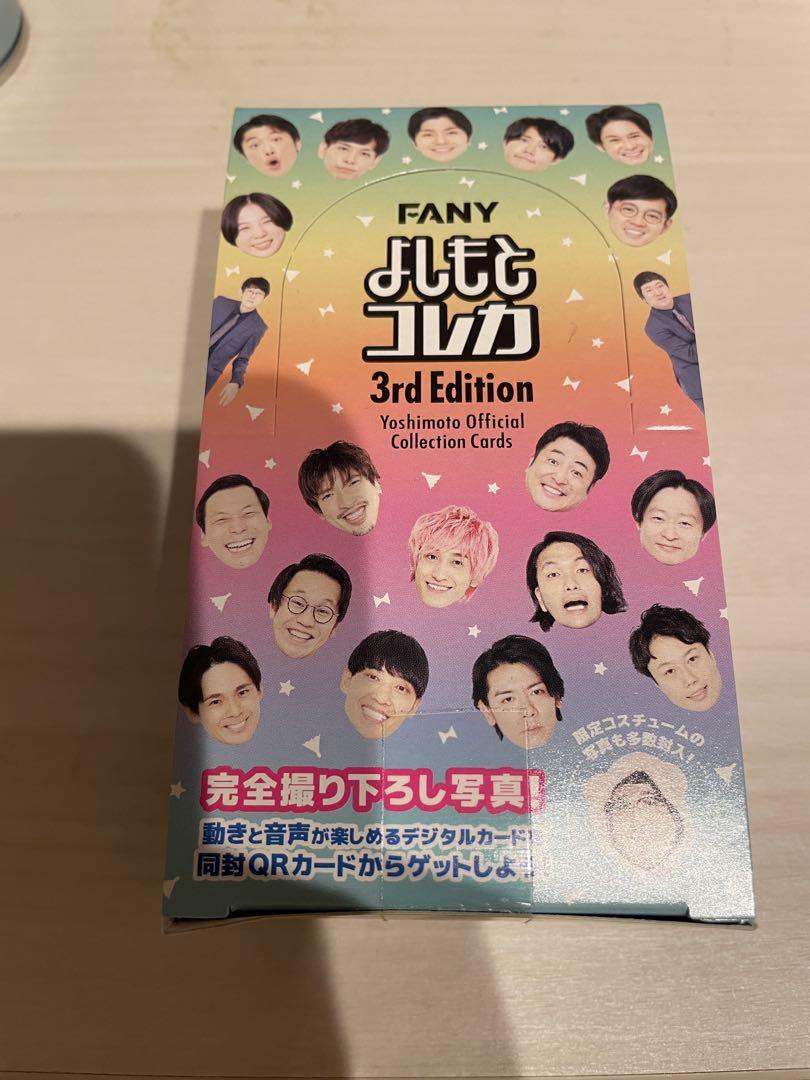 FANY
よしもと
コレカ
3rd Edition
Yoshimoto Official
Collection Cards
限定コスチュームの
写真も多数封入!
完全撮り下ろし写真!
動きと音声が楽しめるデジタルカードを
同封QRカードからゲットしよう